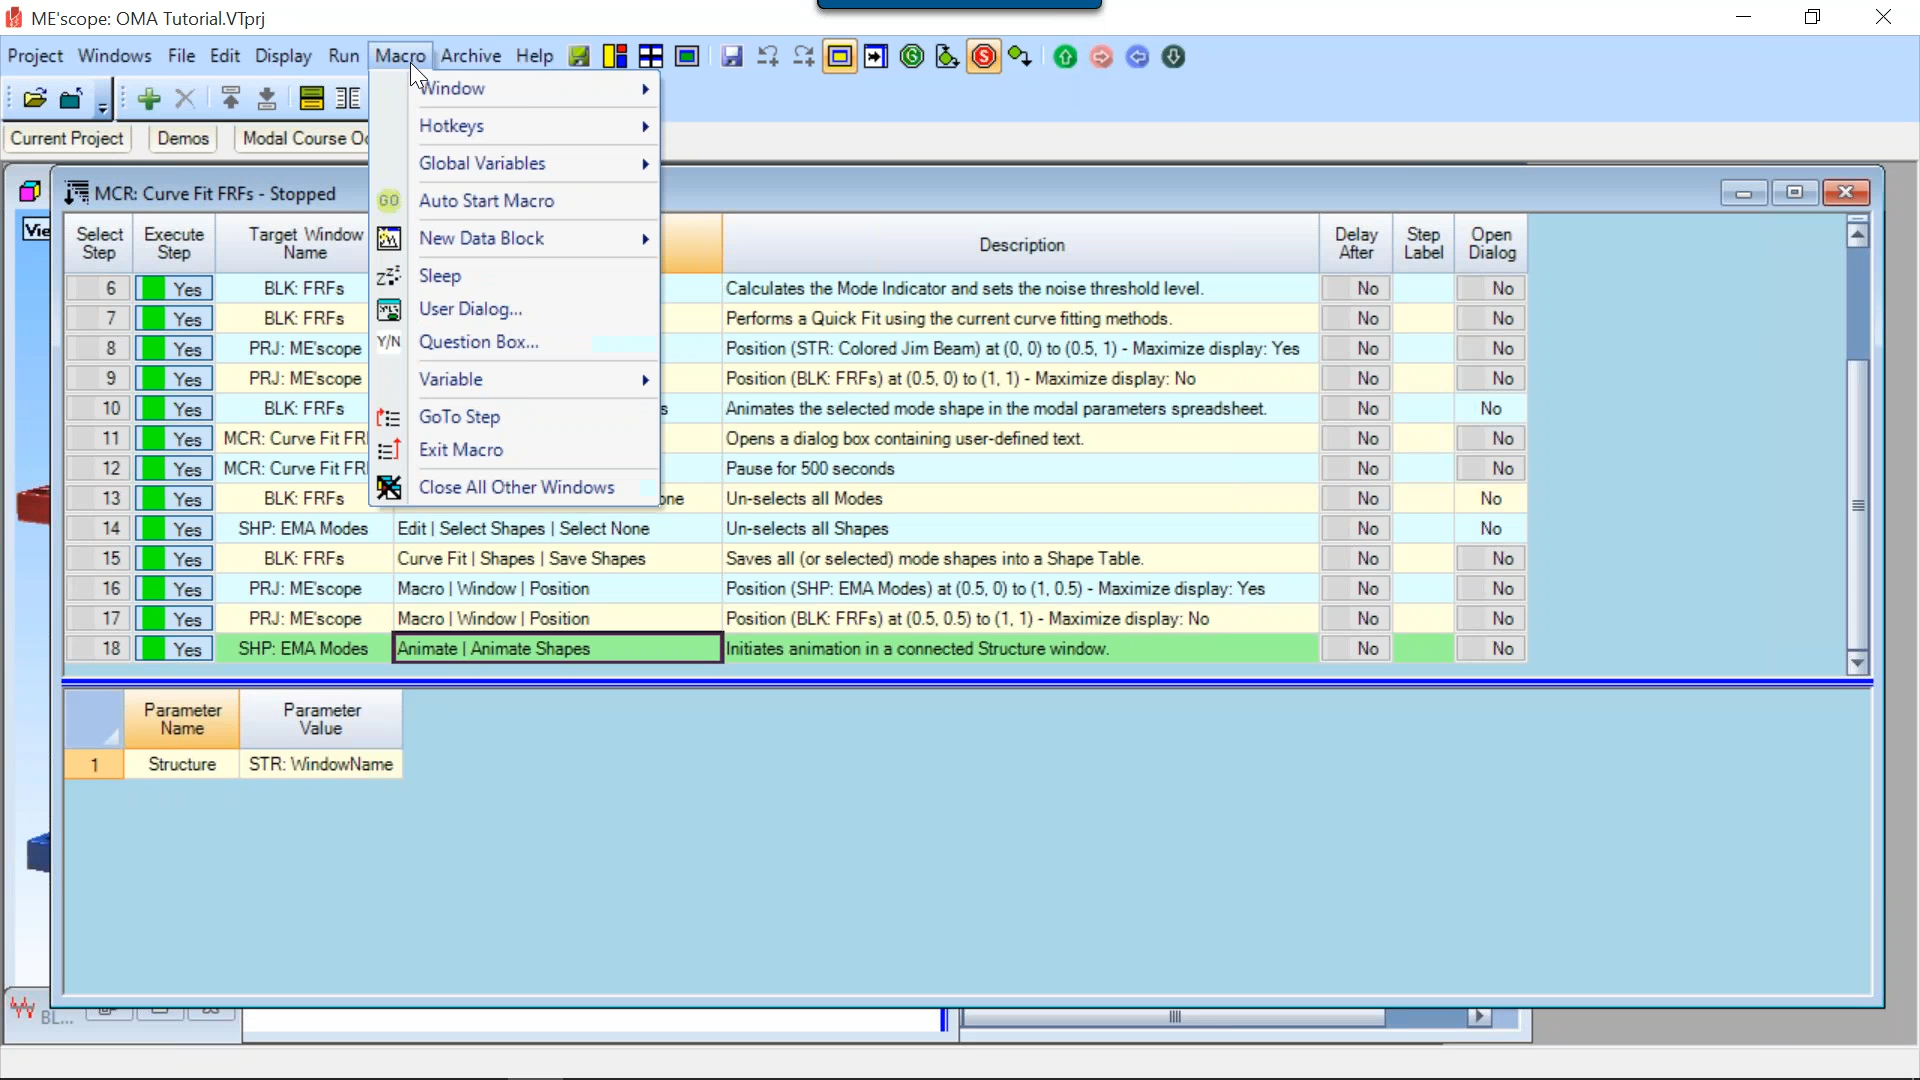 ME'scope: OMA Tutorial.VTprj
Project Windows File Edit Display Run Macro Archive Help
Current Project Demos Modal Course
Window
Hotkeys
Global Variables
GO Auto Start Macro
New Data Block
Sleep
User Dialog...
Y/N Question Box...
Variable
GoTo Step
Exit Macro
Close All Other Windows
MCR: Curve Fit FRFs - Stopped
Select Step Execute Step Target Window Name Description Delay After Step Label Open Dialog
6 Yes BLK: FRFs Calculates the Mode Indicator and sets the noise threshold level. No No
7 Yes BLK: FRFs Performs a Quick Fit using the current curve fitting methods. No No
8 Yes PRJ: ME'scope Position (STR: Colored Jim Beam) at (0, 0) to (0.5, 1) - Maximize display: Yes No No
9 Yes PRJ: ME'scope Position (BLK: FRFs) at (0.5, 0) to (1, 1) - Maximize display: No No No
10 Yes BLK: FRFs s Animates the selected mode shape in the modal parameters spreadsheet. No No
11 Yes MCR: Curve Fit FRI Opens a dialog box containing user-defined text. No No
12 Yes MCR: Curve Fit FRI Pause for 500 seconds No No
13 Yes BLK: FRFs one Un-selects all Modes No No
14 Yes SHP: EMA Modes Edit | Select Shapes | Select None Un-selects all Shapes No No
15 Yes BLK: FRFs Curve Fit | Shapes | Save Shapes Saves all (or selected) mode shapes into a Shape Table. No No
16 Yes PRJ: ME'scope Macro | Window | Position Position (SHP: EMA Modes) at (0.5, 0) to (1, 0.5) - Maximize display: Yes No No
17 Yes PRJ: ME'scope Macro | Window | Position Position (BLK: FRFs) at (0.5, 0.5) to (1, 1) - Maximize display: No No No
18 Yes SHP: EMA Modes Animate | Animate Shapes Initiates animation in a connected Structure window. No No
Parameter Name Parameter Value
1 Structure STR: WindowName
Vie
BL...